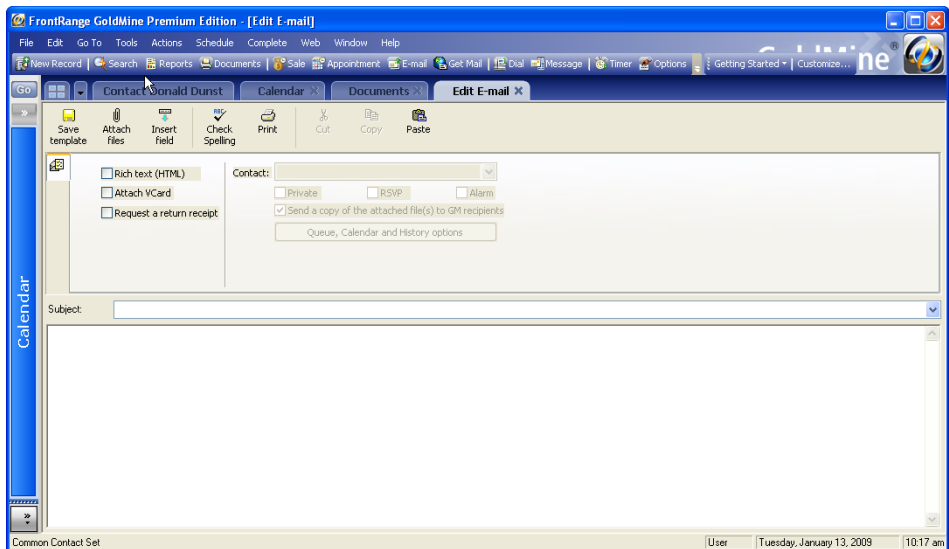 FrontRange GoldMine Premium Edition - [Edit E-mail]
File Edit Go To Tools Actions Schedule Complete Web Window Help
New Record Search Reports Documents Sale Appointment E-mail Get Mail Dial Message Timer Options Getting Started Customize...
GoldMine®
Go Contact Donald Dunst Calendar Documents Edit E-mail
Save template
Attach files
Insert field
Check Spelling
Print
Cut
Copy
Paste
Rich text (HTML) Contact:
Attach VCard Private RSVP Alarm
Request a return receipt Send a copy of the attached file(s) to GM recipients
Queue, Calendar and History options
Calendar
Subject:
Common Contact Set User Tuesday, January 13, 2009 10:17 am